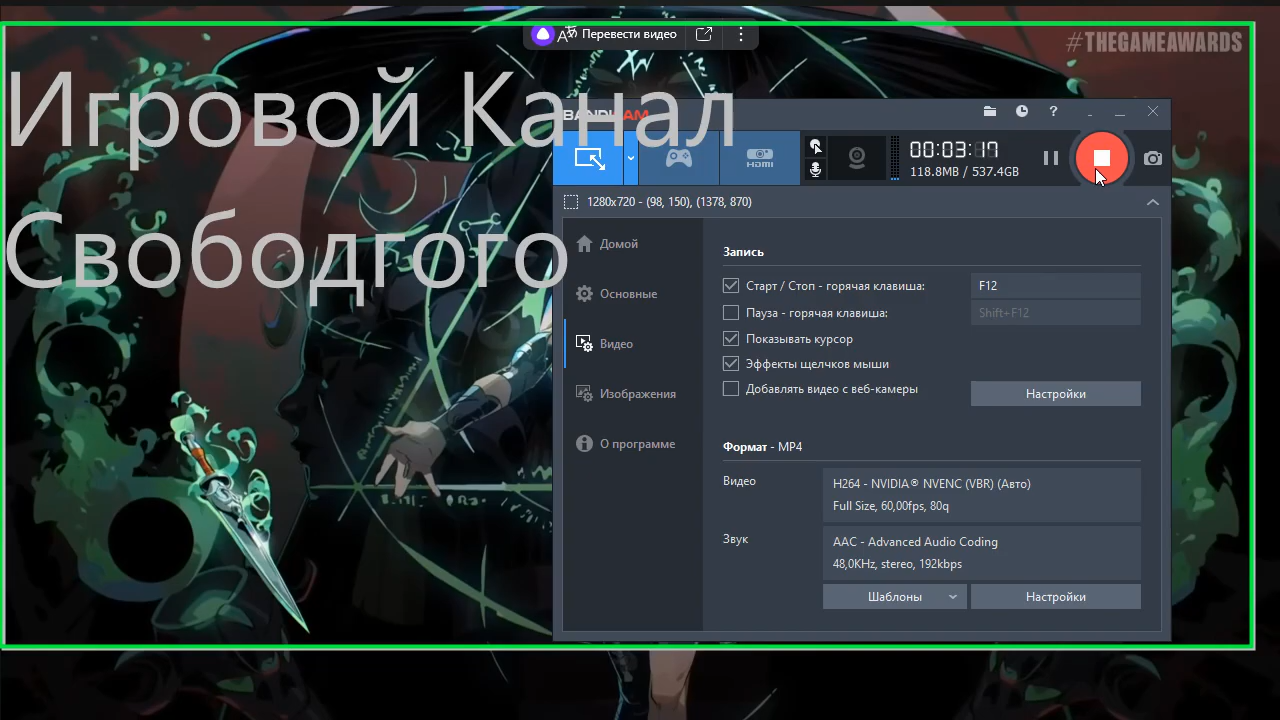 Перевести видео
#THEGAMEAWARDS
Игровой Канал
Свободгого
BANDICAM
HDMI
00:03:17
118.8MB / 537.4GB
1280x720 - (98, 150), (1378, 870)
Домой
Основные
Видео
Изображения
О программе
Запись
Старт / Стоп - горячая клавиша:
F12
Пауза - горячая клавиша:
Shift+F12
Показывать курсор
Эффекты щелчков мыши
Добавлять видео с веб-камеры
Настройки
Формат - MP4
Видео
H264 - NVIDIA® NVENC (VBR) (Авто)
Full Size, 60,00fps, 80q
Звук
AAC - Advanced Audio Coding
48,0KHz, stereo, 192kbps
Шаблоны
Настройки